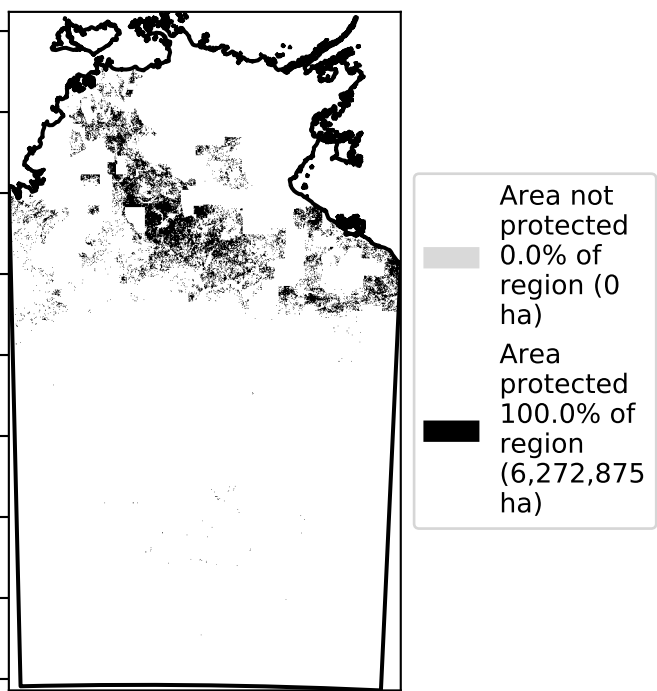 Area not
protected
0.0% of
region (0
ha)
Area
protected
100.0% of
region
(6,272,875
ha)